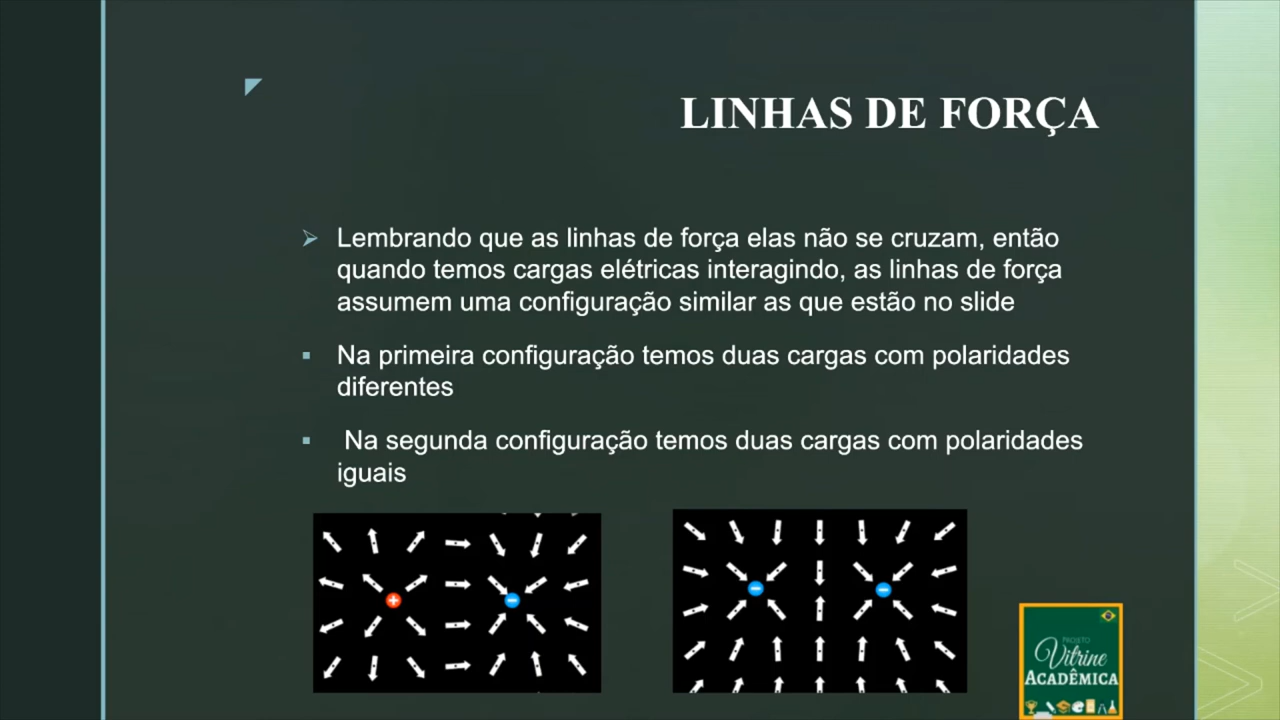 LINHAS DE FORÇA
Lembrando que as linhas de força elas não se cruzam, então
quando temos cargas elétricas interagindo, as linhas de força
assumem uma configuração similar as que estão no slide
Na primeira configuração temos duas cargas com polaridades
diferentes
Na segunda configuração temos duas cargas com polaridades
iguais
PROJETO
Vitrine
ACADÊMICA